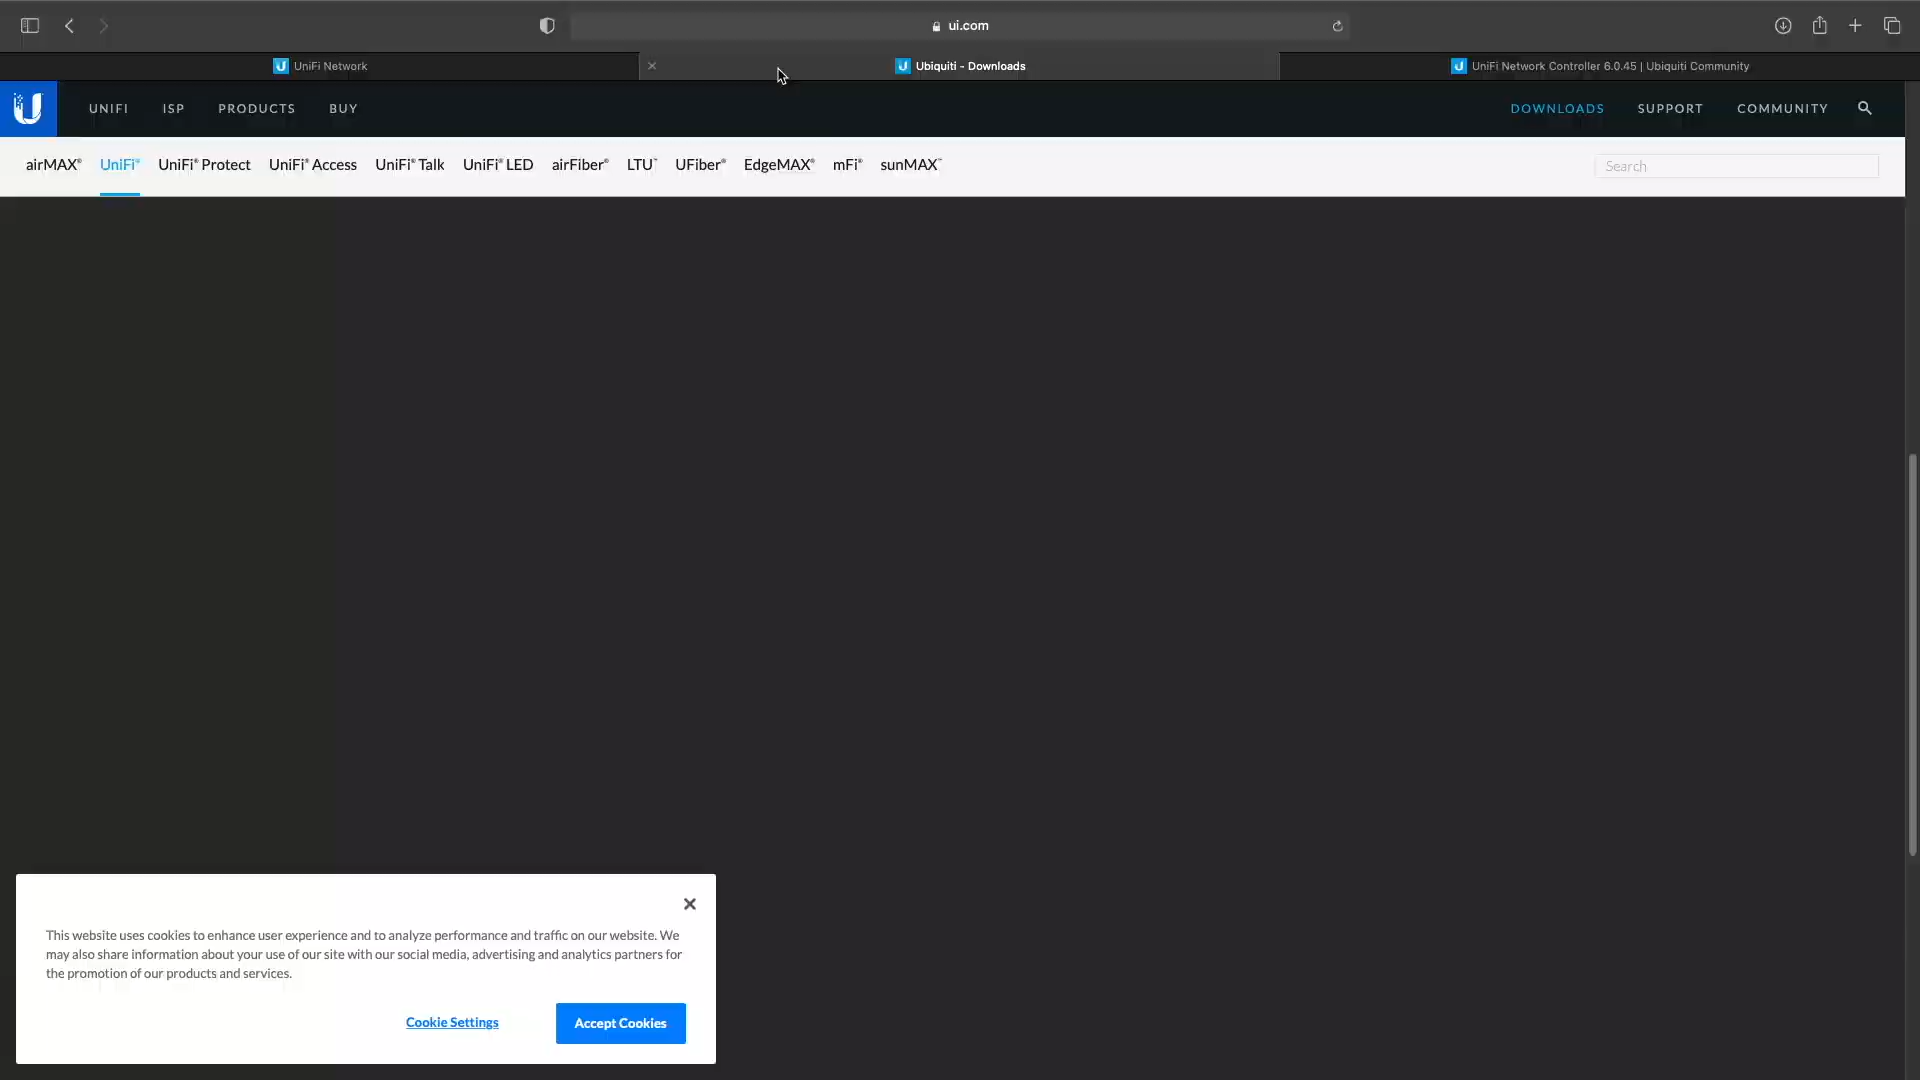 ui.com
UniFi Network
Ubiquiti - Downloads
UniFi Network Controller 6.0.45 | Ubiquiti Community
UNIFI ISP PRODUCTS BUY DOWNLOADS SUPPORT COMMUNITY
airMAX® UniFi® UniFi® Protect UniFi® Access UniFi® Talk UniFi® LED airFiber® LTU™ UFiber® EdgeMAX® mFi® sunMAX™ Search
This website uses cookies to enhance user experience and to analyze performance and traffic on our website. We
may also share information about your use of our site with our social media, advertising and analytics partners for
the promotion of our products and services.
Cookie Settings Accept Cookies